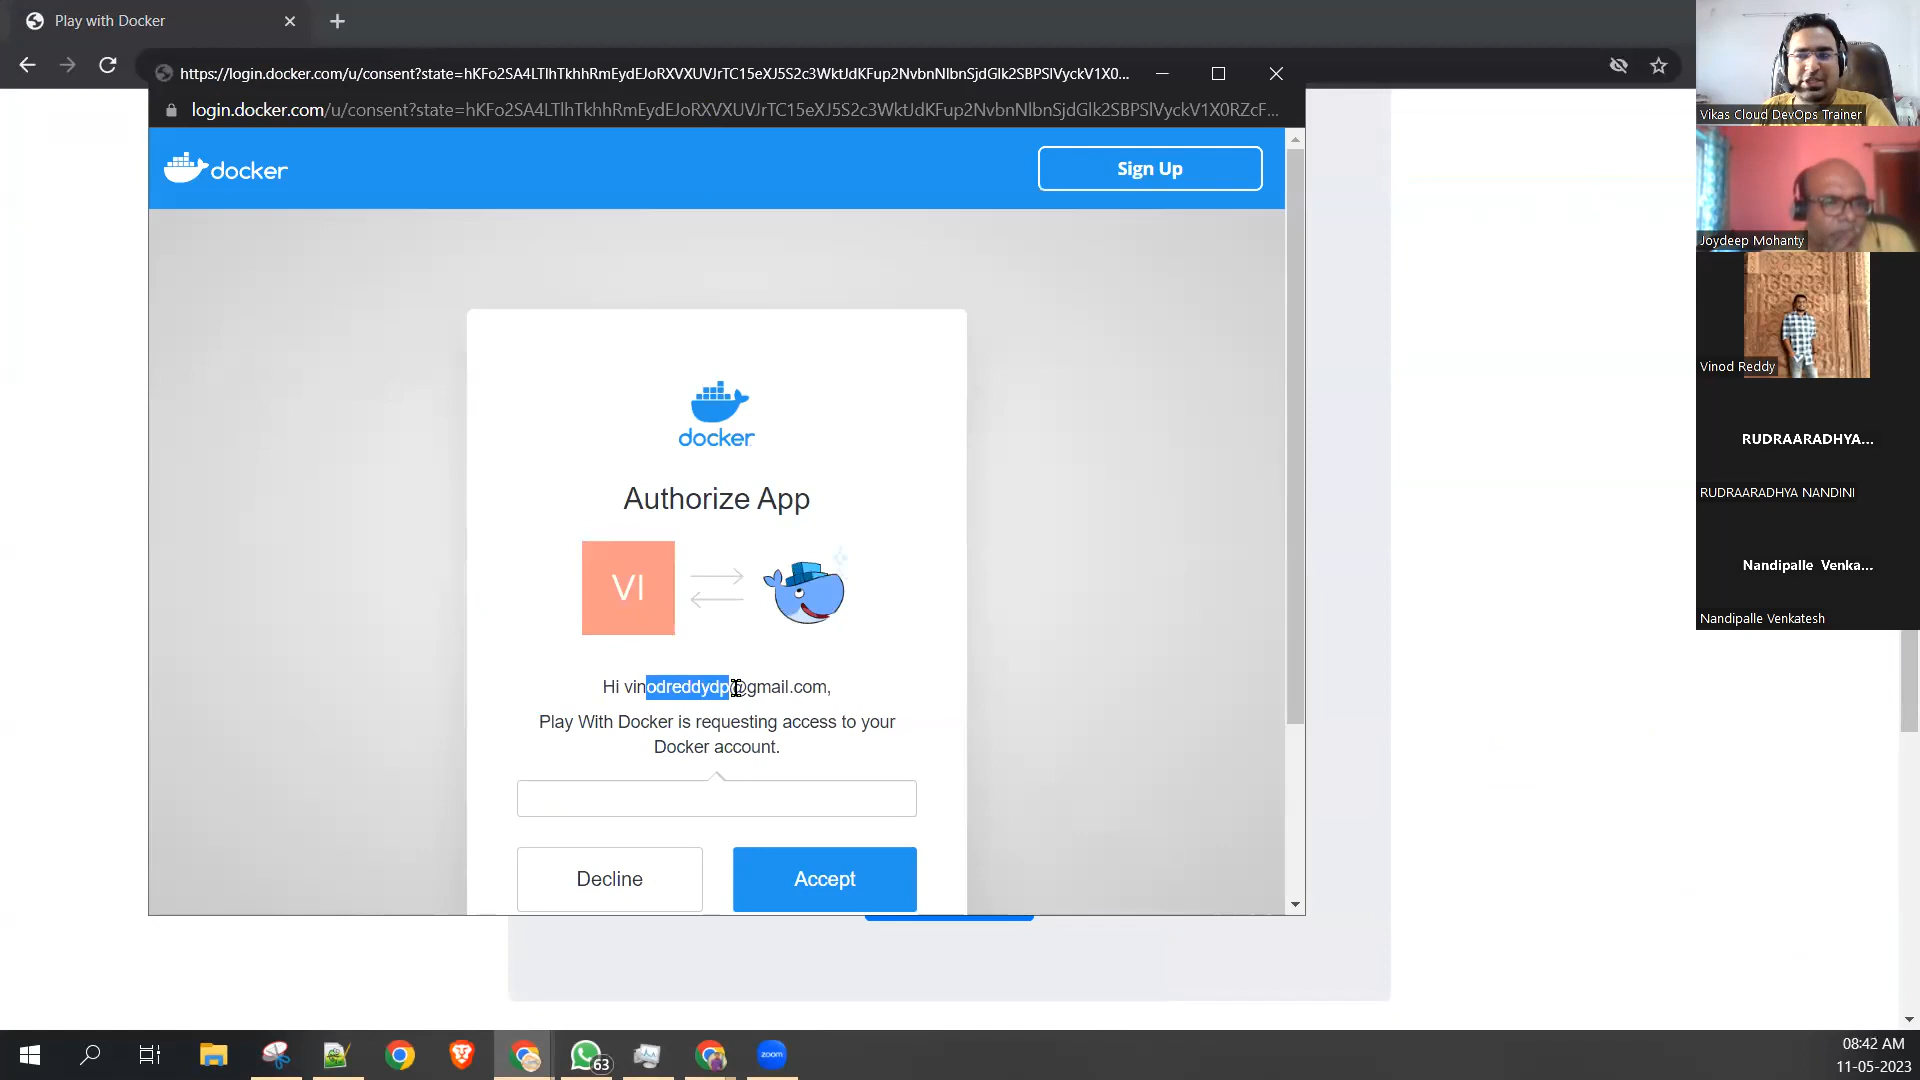 Play with Docker
https://login.docker.com/u/consent?state=hKFo2SA4LTlhTkhhRmEydEJoRXVXUVJrTC15eXJ5S2c3WktJdKFup2NvbnNlbnSjdGlk2SBPSlVyckV1X0...
login.docker.com/u/consent?state=hKFo2SA4LTlhTkhhRmEydEJoRXVXUVJrTC15eXJ5S2c3WktJdKFup2NvbnNlbnSjdGlk2SBPSlVyckV1X0RZcF...
docker
Sign Up
docker
Authorize App
VI
Hi vinodreddydp@gmail.com,
Play With Docker is requesting access to your
Docker account.
Decline
Accept
Vikas Cloud DevOps Trainer
Joydeep Mohanty
Vinod Reddy
RUDRAARADHYA...
RUDRAARADHYA NANDINI
Nandipalle Venka...
Nandipalle Venkatesh
63
zoom
08:42 AM
11-05-2023